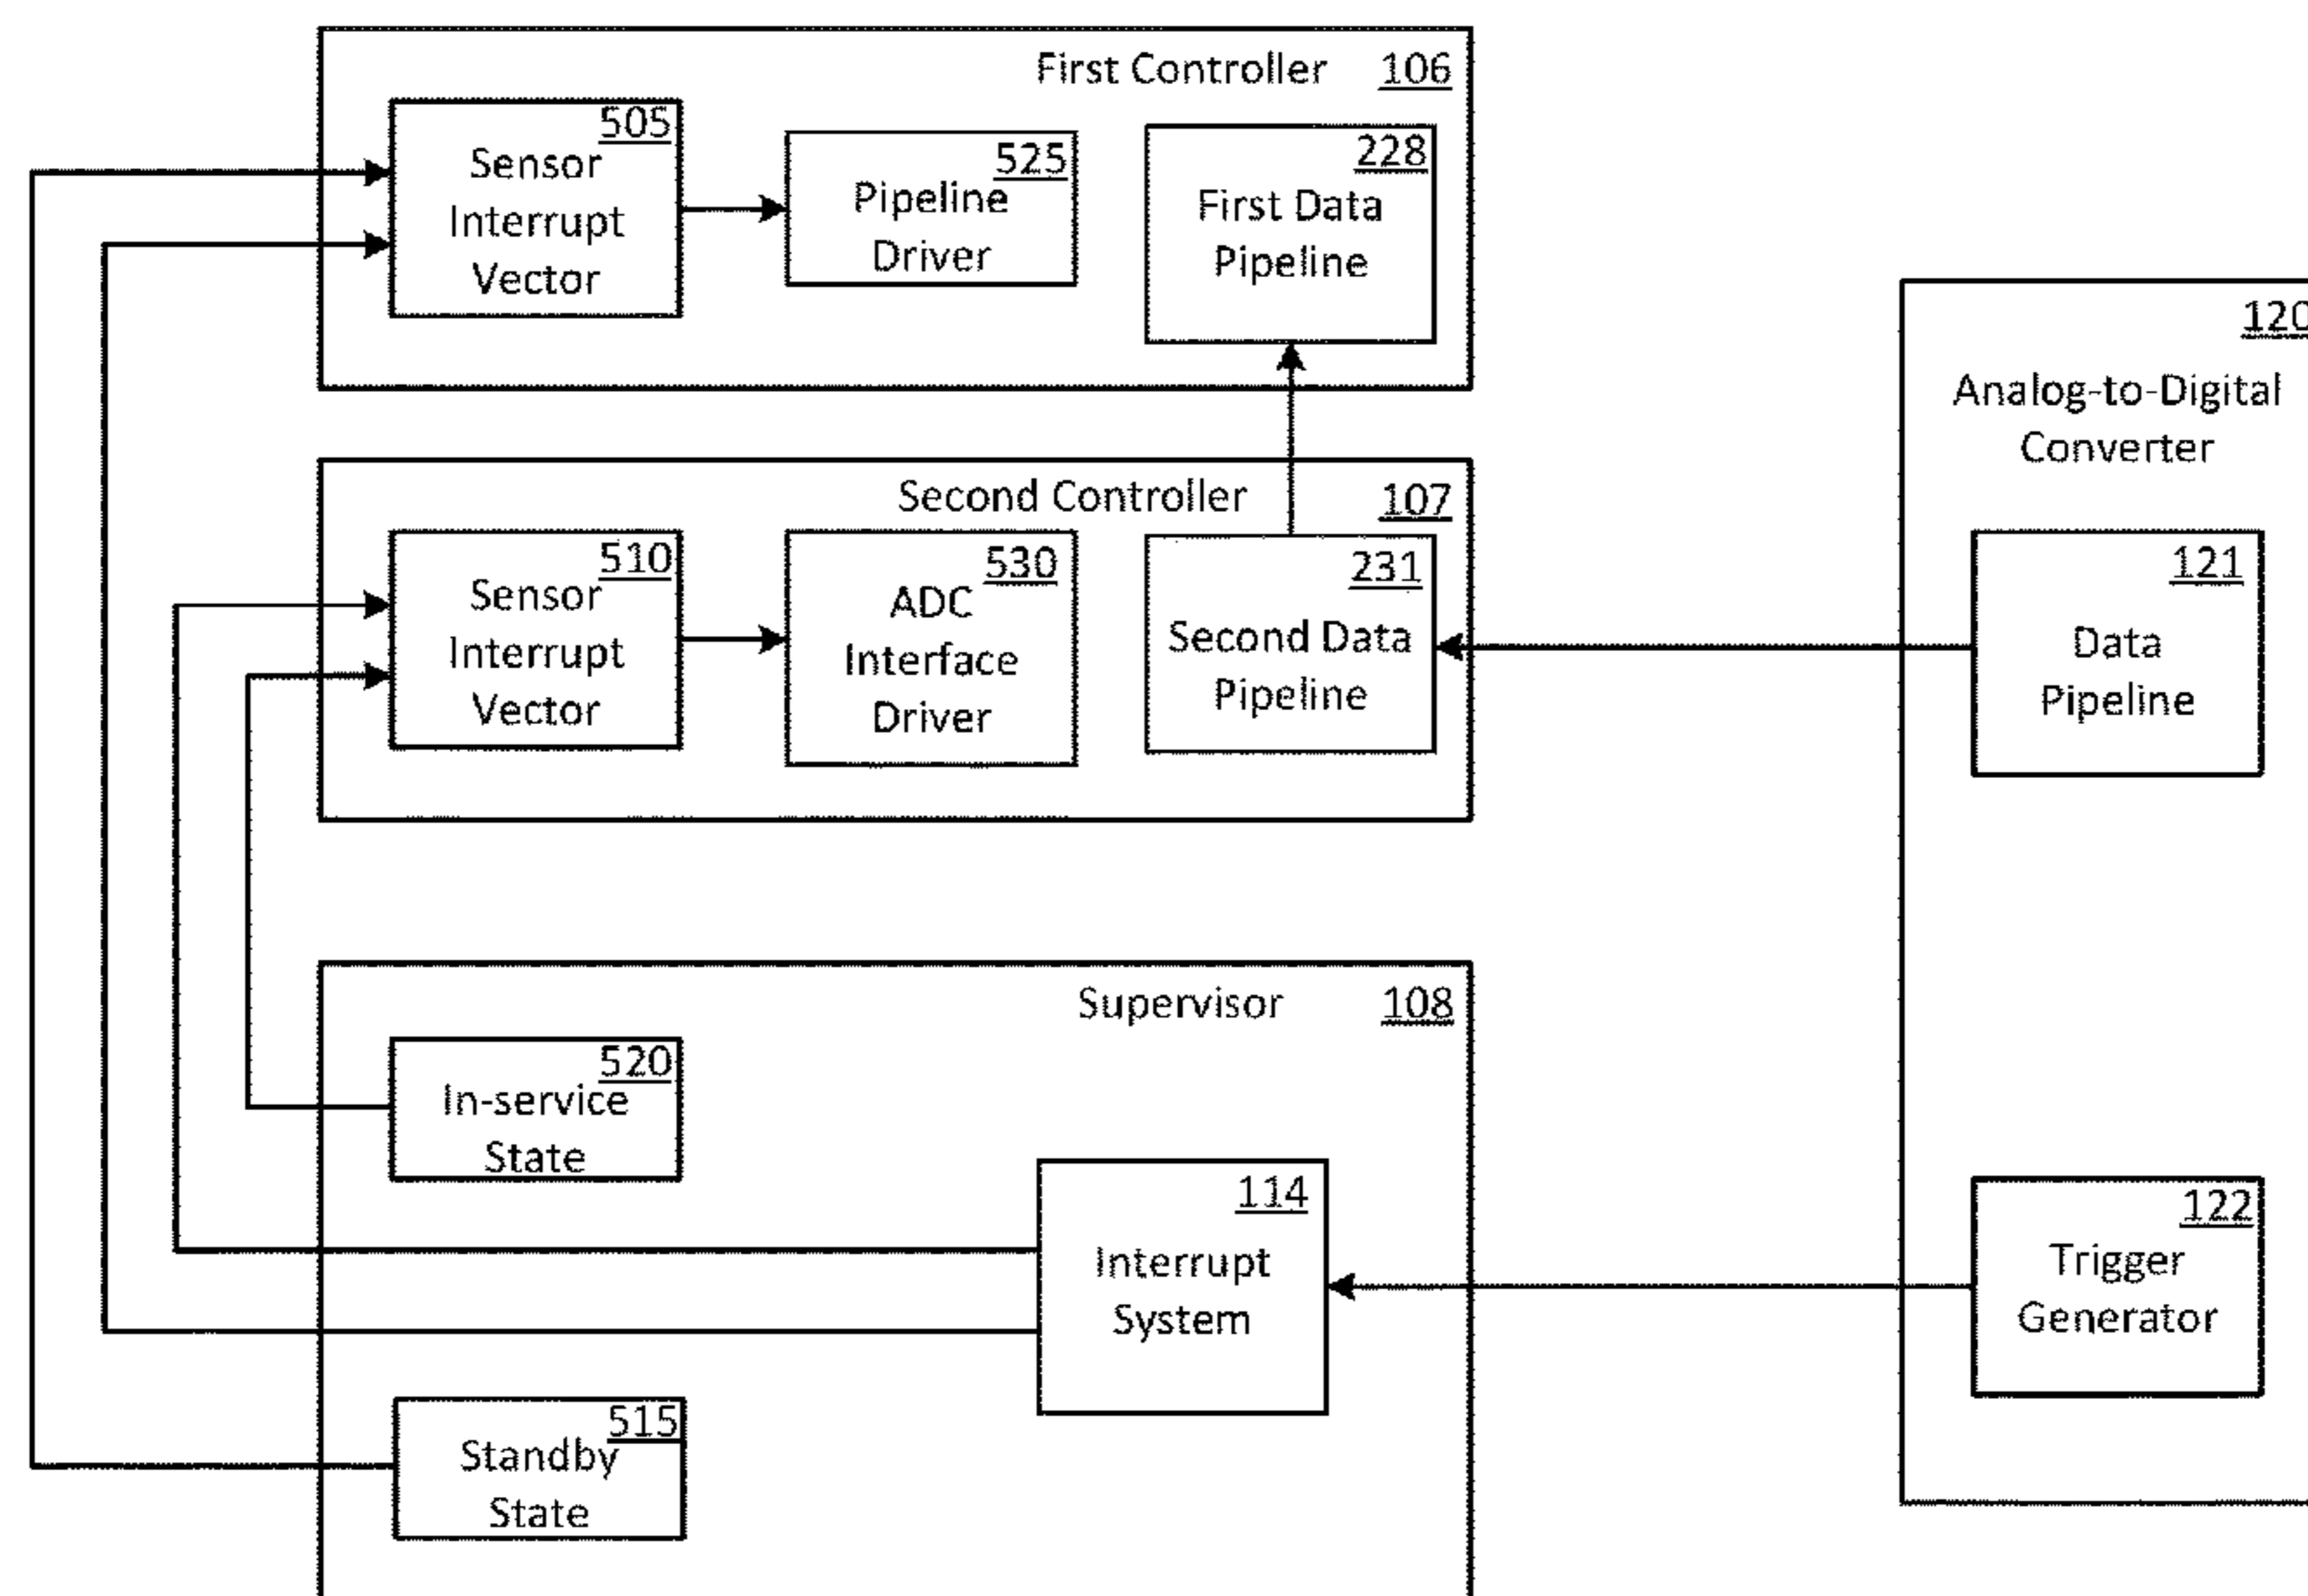 First Controller 106
505
Sensor
Interrupt
Vector
525
Pipeline
Driver
228
First Data
Pipeline
120
Analog-to-Digital
Converter
Second Controller 107
510
Sensor
Interrupt
Vector
530
ADC
Interface
Driver
231
Second Data
Pipeline
121
Data
Pipeline
Supervisor 108
520
In-service
State
114
Interrupt
System
122
Trigger
Generator
515
Standby
State